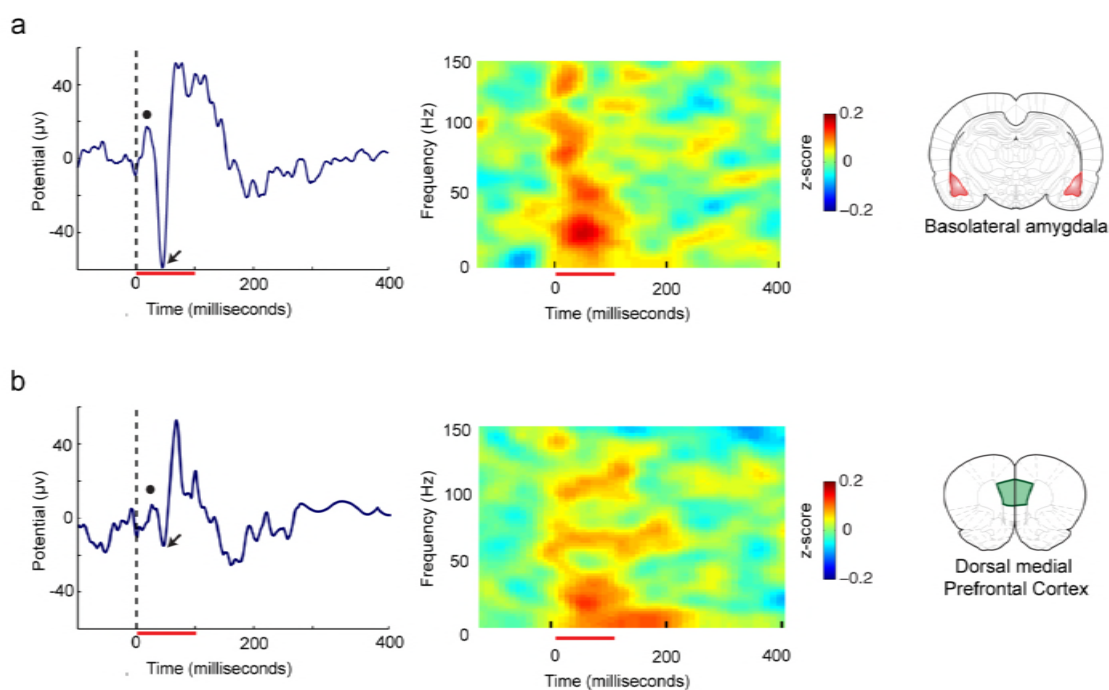 a
40
0
-40
Potential (μv)
0
200
400
Time (milliseconds)
150
100
50
0
Frequency (Hz)
0
200
400
Time (milliseconds)
0.2
0
−0.2
z-score
Basolateral amygdala
b
40
0
-40
Potential (μv)
0
200
400
Time (milliseconds)
150
100
50
0
Frequency (Hz)
0
200
400
Time (milliseconds)
0.2
0
−0.2
z-score
Dorsal medial
Prefrontal Cortex